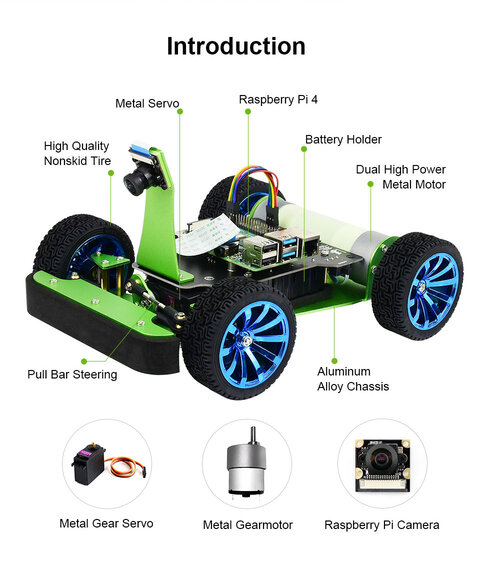 Introduction
Metal Servo
Raspberry Pi 4
High Quality
Nonskid Tire
Battery Holder
Dual High Power
Metal Motor
Pull Bar Steering
Aluminum
Alloy Chassis
Metal Gear Servo
Metal Gearmotor
Raspberry Pi Camera